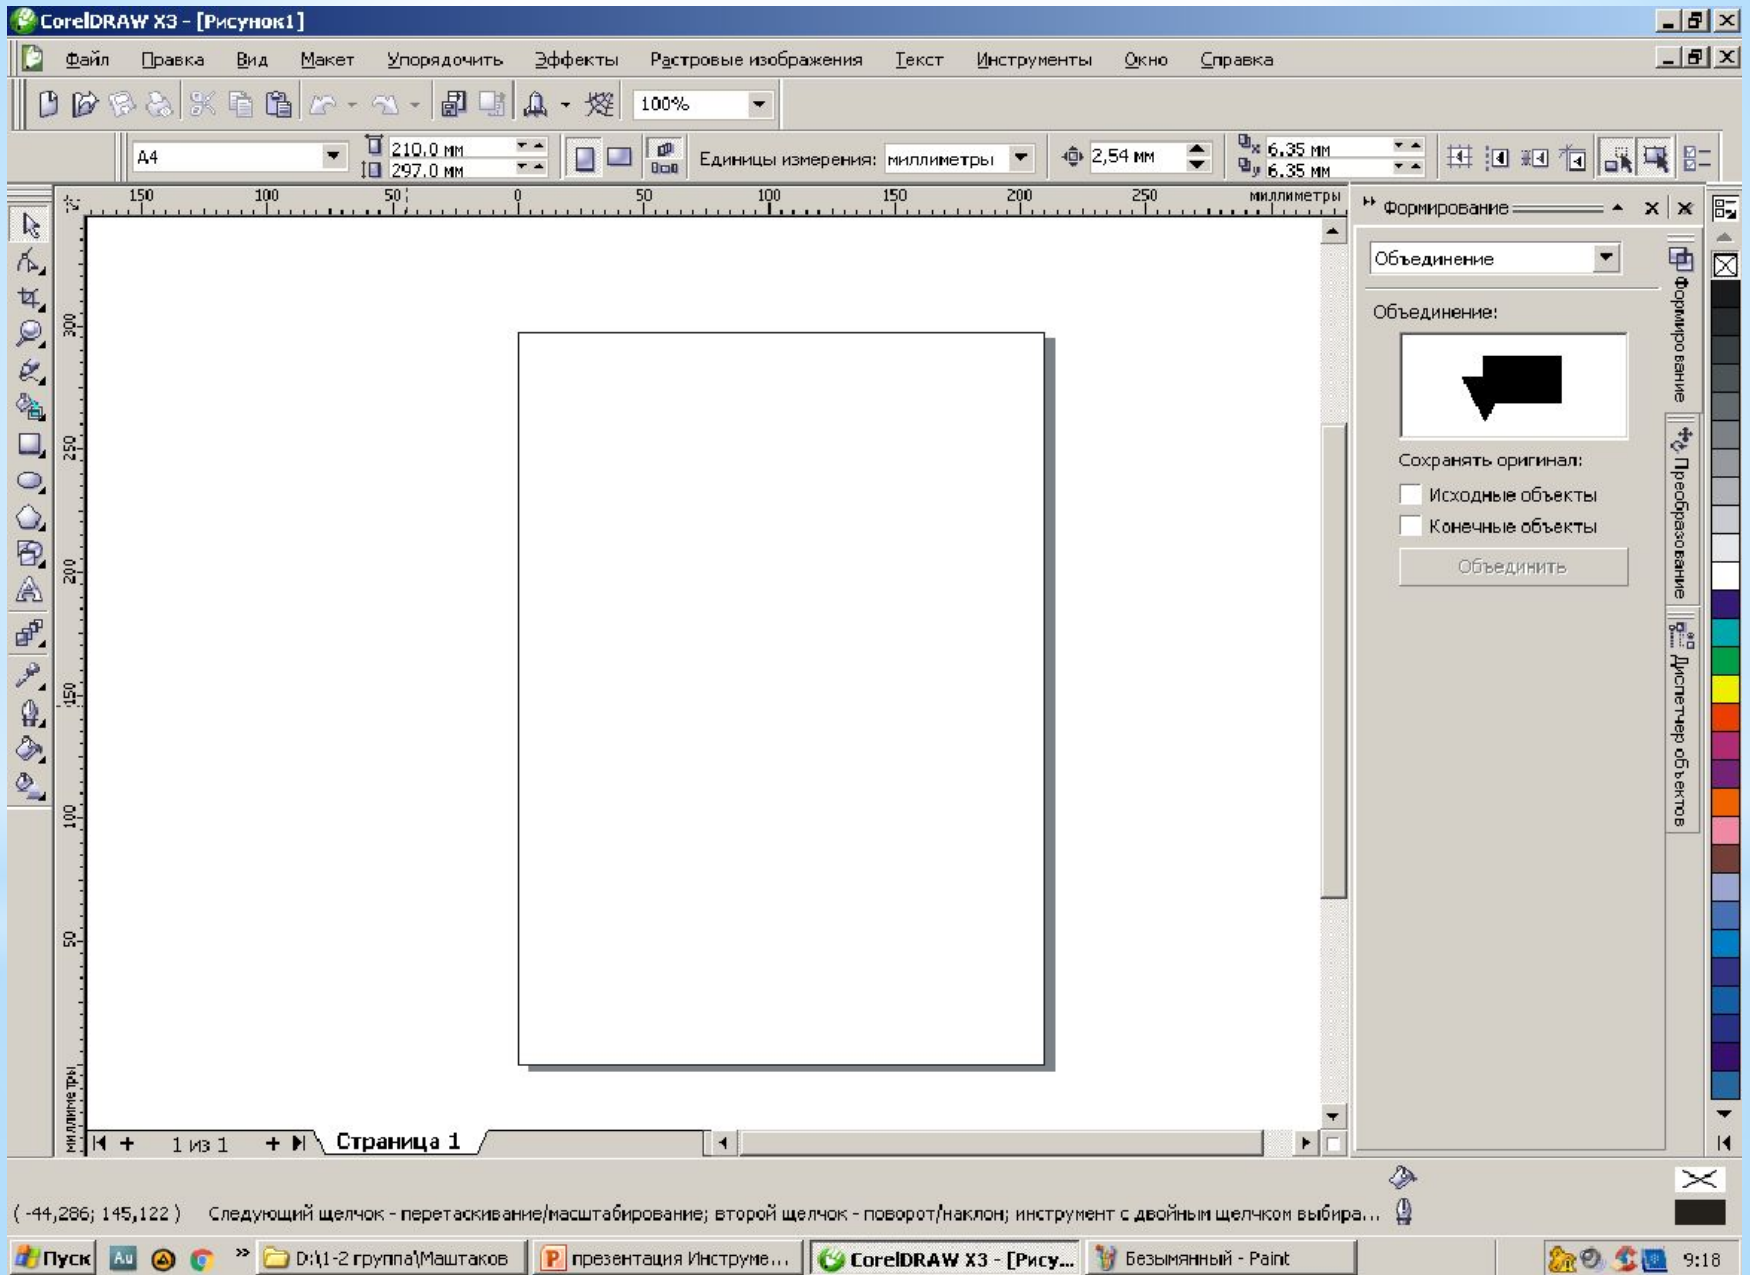 CorelDRAW X3 - [Рисунок1]
Файл Правка Вид Макет Упорядочить Эффекты Растровые изображения Текст Инструменты Окно Справка
100%
A4
210,0 мм
297,0 мм
Единицы измерения: миллиметры
2,54 мм
6,35 мм
6,35 мм
150 100 50 0 50 100 150 200 250 миллиметры
Формирование
Объединение
Объединение:
Сохранять оригинал:
Исходные объекты
Конечные объекты
Объединить
Формирование
Преобразование
Диспетчер объектов
300
250
200
150
100
50
миллиметры
1 из 1
Страница 1
( -44,286; 145,122 ) Следующий щелчок - перетаскивание/масштабирование; второй щелчок - поворот/наклон; инструмент с двойным щелчком выбира...
Пуск
Au
»
D:\1-2 группа\Маштаков
презентация Инструме...
CorelDRAW X3 - [Рису...
Безымянный - Paint
9:18